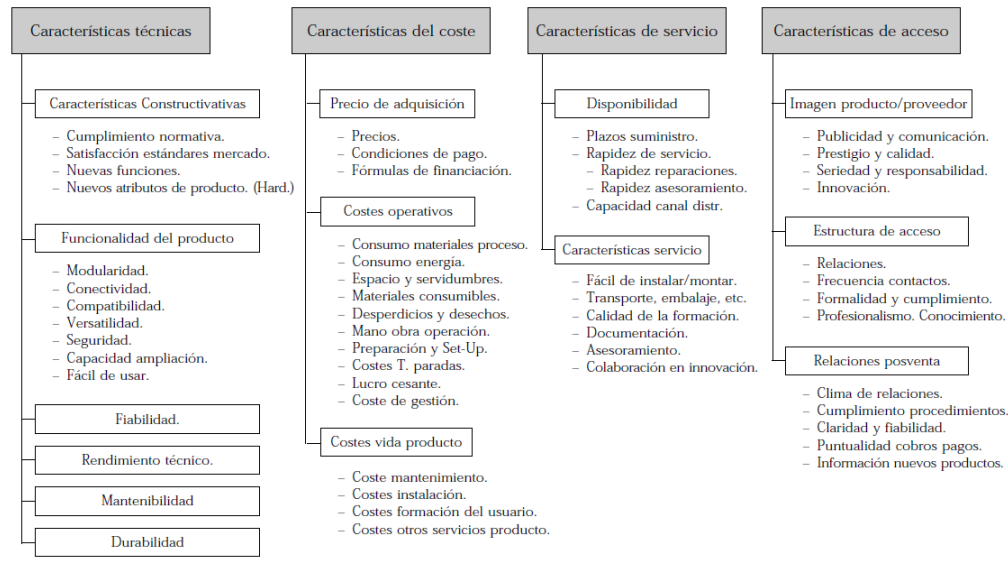 Características técnicas
Características Constructivativas
– Cumplimiento normativa.
– Satisfacción estándares mercado.
– Nuevas funciones.
– Nuevos atributos de producto. (Hard.)
Funcionalidad del producto
– Modularidad.
– Conectividad.
– Compatibilidad.
– Versatilidad.
– Seguridad.
– Capacidad ampliación.
– Fácil de usar.
Fiabilidad.
Rendimiento técnico.
Mantenibilidad
Durabilidad
Características del coste
Precio de adquisición
– Precios.
– Condiciones de pago.
– Fórmulas de financiación.
Costes operativos
– Consumo materiales proceso.
– Consumo energía.
– Espacio y servidumbres.
– Materiales consumibles.
– Desperdicios y desechos.
– Mano obra operación.
– Preparación y Set-Up.
– Costes T. paradas.
– Lucro cesante.
– Coste de gestión.
Costes vida producto
– Coste mantenimiento.
– Costes instalación.
– Costes formación del usuario.
– Costes otros servicios producto.
Características de servicio
Disponibilidad
– Plazos suministro.
– Rapidez de servicio.
– Rapidez reparaciones.
– Rapidez asesoramiento.
– Capacidad canal distr.
Características servicio
– Fácil de instalar/montar.
– Transporte, embalaje, etc.
– Calidad de la formación.
– Documentación.
– Asesoramiento.
– Colaboración en innovación.
Características de acceso
Imagen producto/proveedor
– Publicidad y comunicación.
– Prestigio y calidad.
– Seriedad y responsabilidad.
– Innovación.
Estructura de acceso
– Relaciones.
– Frecuencia contactos.
– Formalidad y cumplimiento.
– Profesionalismo. Conocimiento.
Relaciones posventa
– Clima de relaciones.
– Cumplimiento procedimientos.
– Claridad y fiabilidad.
– Puntualidad cobros pagos.
– Información nuevos productos.